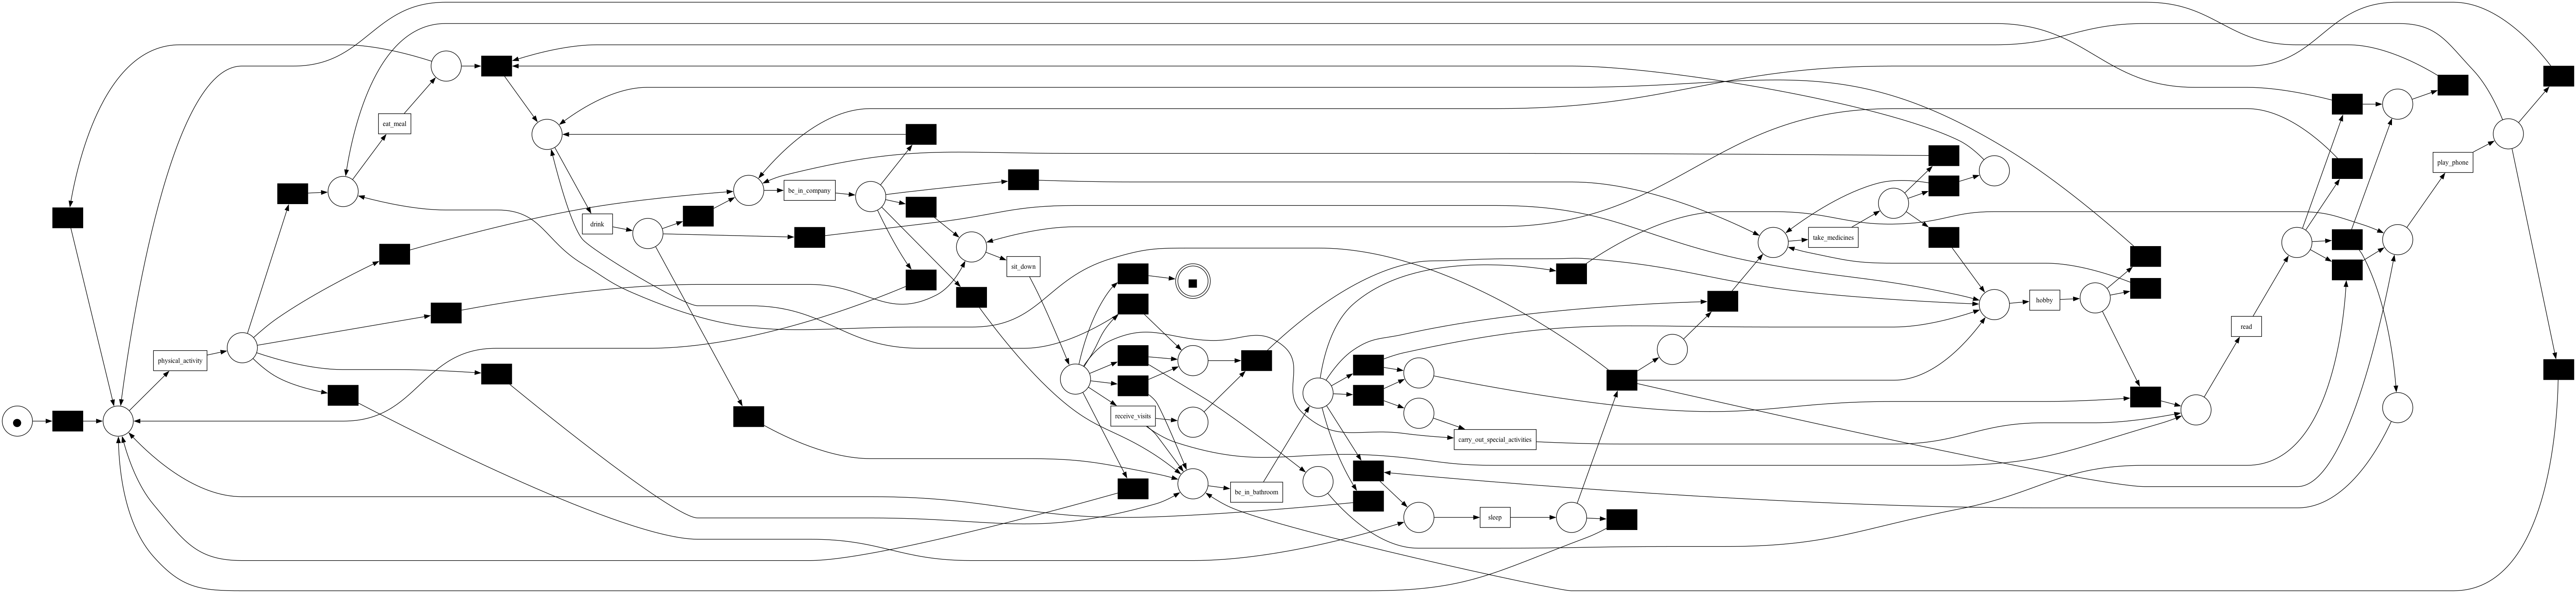 eat_meal
play_phone
be_in_company
drink
take_medicines
sit_down
hobby
read
physical_activity
receive_visits
carry_out_special_activities
be_in_bathroom
sleep